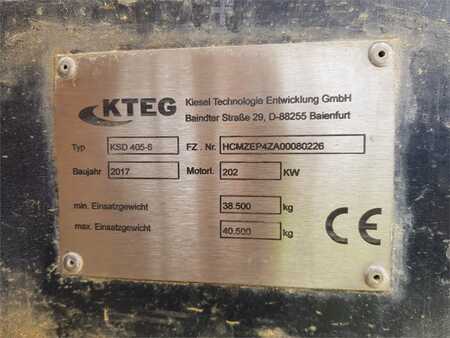 KTEG Kiesel Technologie Entwicklung GmbH
Baindter Straße 29, D-88255 Baienfurt
Typ KSD 405-6 FZ . Nr. HCMZEP4ZA00080226
Baujahr 2017 Motorl. 202 KW
min. Einsatzgewicht 38.500 kg
max. Einsatzgewicht 40.500 kg
CE